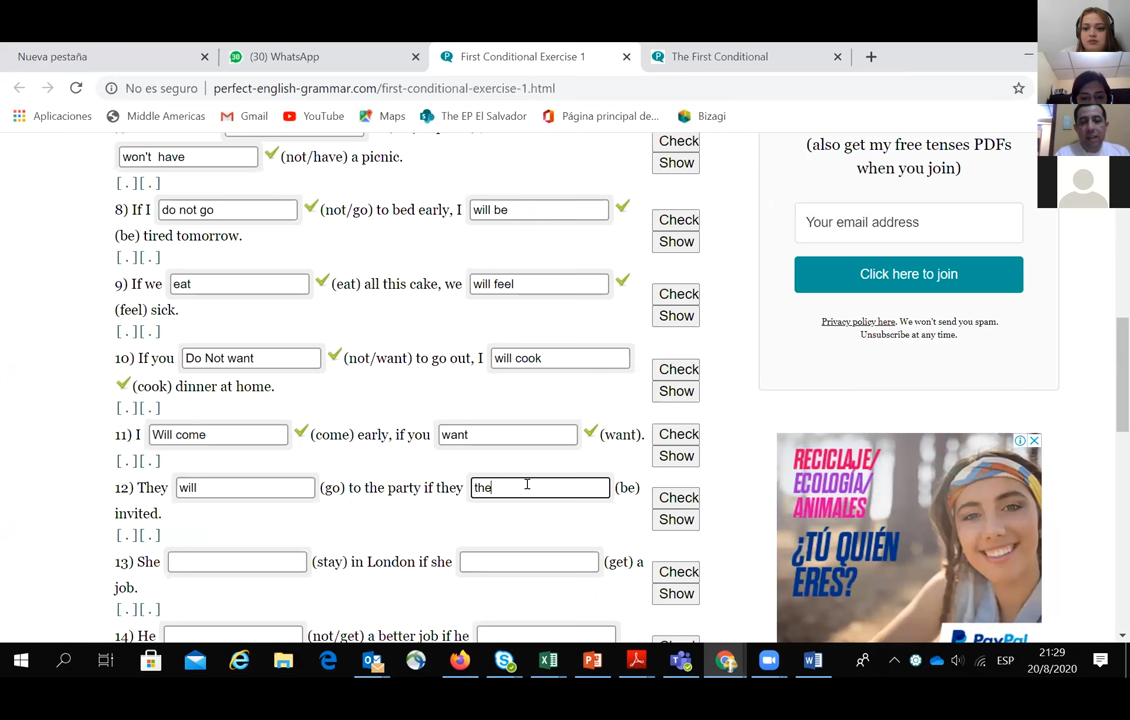 Nueva pestaña
(30) WhatsApp
First Conditional Exercise 1
The First Conditional
No es seguro
perfect-english-grammar.com/first-conditional-exercise-1.html
Aplicaciones
Middle Americas
Gmail
YouTube
Maps
The EP El Salvador
Página principal de...
Bizagi
won't have (not/have) a picnic.
Check
Show
[ . ][ . ]
8) If I do not go (not/go) to bed early, I will be
(be) tired tomorrow.
Check
Show
[ . ][ . ]
9) If we eat (eat) all this cake, we will feel
(feel) sick.
Check
Show
[ . ][ . ]
10) If you Do Not want (not/want) to go out, I will cook
(cook) dinner at home.
Check
Show
[ . ][ . ]
11) I Will come (come) early, if you want (want).
Check
Show
[ . ][ . ]
12) They will (go) to the party if they the (be)
invited.
Check
Show
[ . ][ . ]
13) She (stay) in London if she (get) a
job.
Check
Show
[ . ][ . ]
14) He (not/get) a better job if he
(also get my free tenses PDFs
when you join)
Your email address
Click here to join
Privacy policy here. We won't send you spam.
Unsubscribe at any time.
RECICLAJE/
ECOLOGÍA/
ANIMALES
¿TÚ QUIÉN
ERES?
PayPal
ESP
21:29
20/8/2020